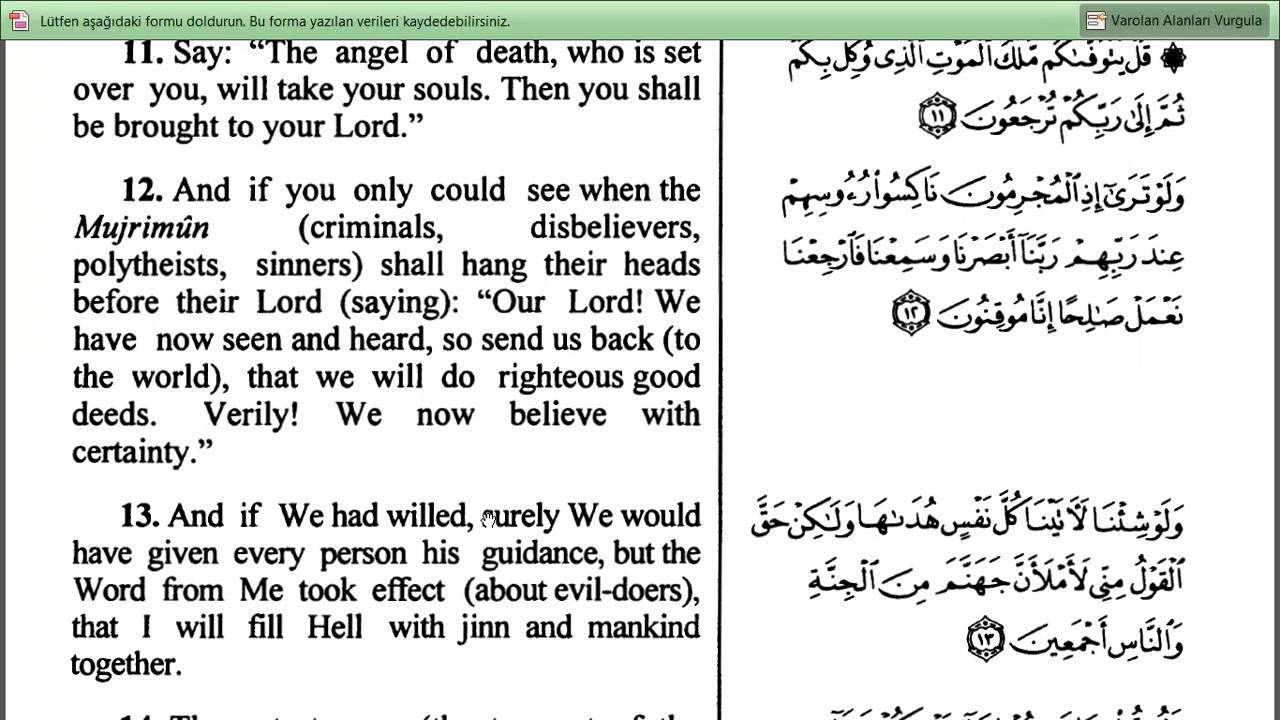 Lütfen aşağıdaki formu doldurun. Bu forma yazılan verileri kaydedebilirsiniz.
Varolan Alanları Vurgula
11. Say: “The angel of death, who is set
over you, will take your souls. Then you shall
be brought to your Lord.”
12. And if you only could see when the
Mujrimûn (criminals, disbelievers,
polytheists, sinners) shall hang their heads
before their Lord (saying): “Our Lord! We
have now seen and heard, so send us back (to
the world), that we will do righteous good
deeds. Verily! We now believe with
certainty.”
13. And if We had willed, surely We would
have given every person his guidance, but the
Word from Me took effect (about evil-doers),
that I will fill Hell with jinn and mankind
together.
۞ قُلْ يَتَوَفَّىٰكُم مَّلَكُ ٱلْمَوْتِ ٱلَّذِى وُكِّلَ بِكُمْ
ثُمَّ إِلَىٰ رَبِّكُمْ تُرْجَعُونَ ١١
وَلَوْ تَرَىٰٓ إِذِ ٱلْمُجْرِمُونَ نَاكِسُوا۟ رُءُوسِهِمْ
عِندَ رَبِّهِمْ رَبَّنَآ أَبْصَرْنَا وَسَمِعْنَا فَٱرْجِعْنَا
نَعْمَلْ صَـٰلِحًا إِنَّا مُوقِنُونَ ١٢
وَلَوْ شِئْنَا لَـَٔاتَيْنَا كُلَّ نَفْسٍ هُدَىٰهَا وَلَـٰكِنْ حَقَّ
ٱلْقَوْلُ مِنِّى لَأَمْلَأَنَّ جَهَنَّمَ مِنَ ٱلْجِنَّةِ
وَٱلنَّاسِ أَجْمَعِينَ ١٣